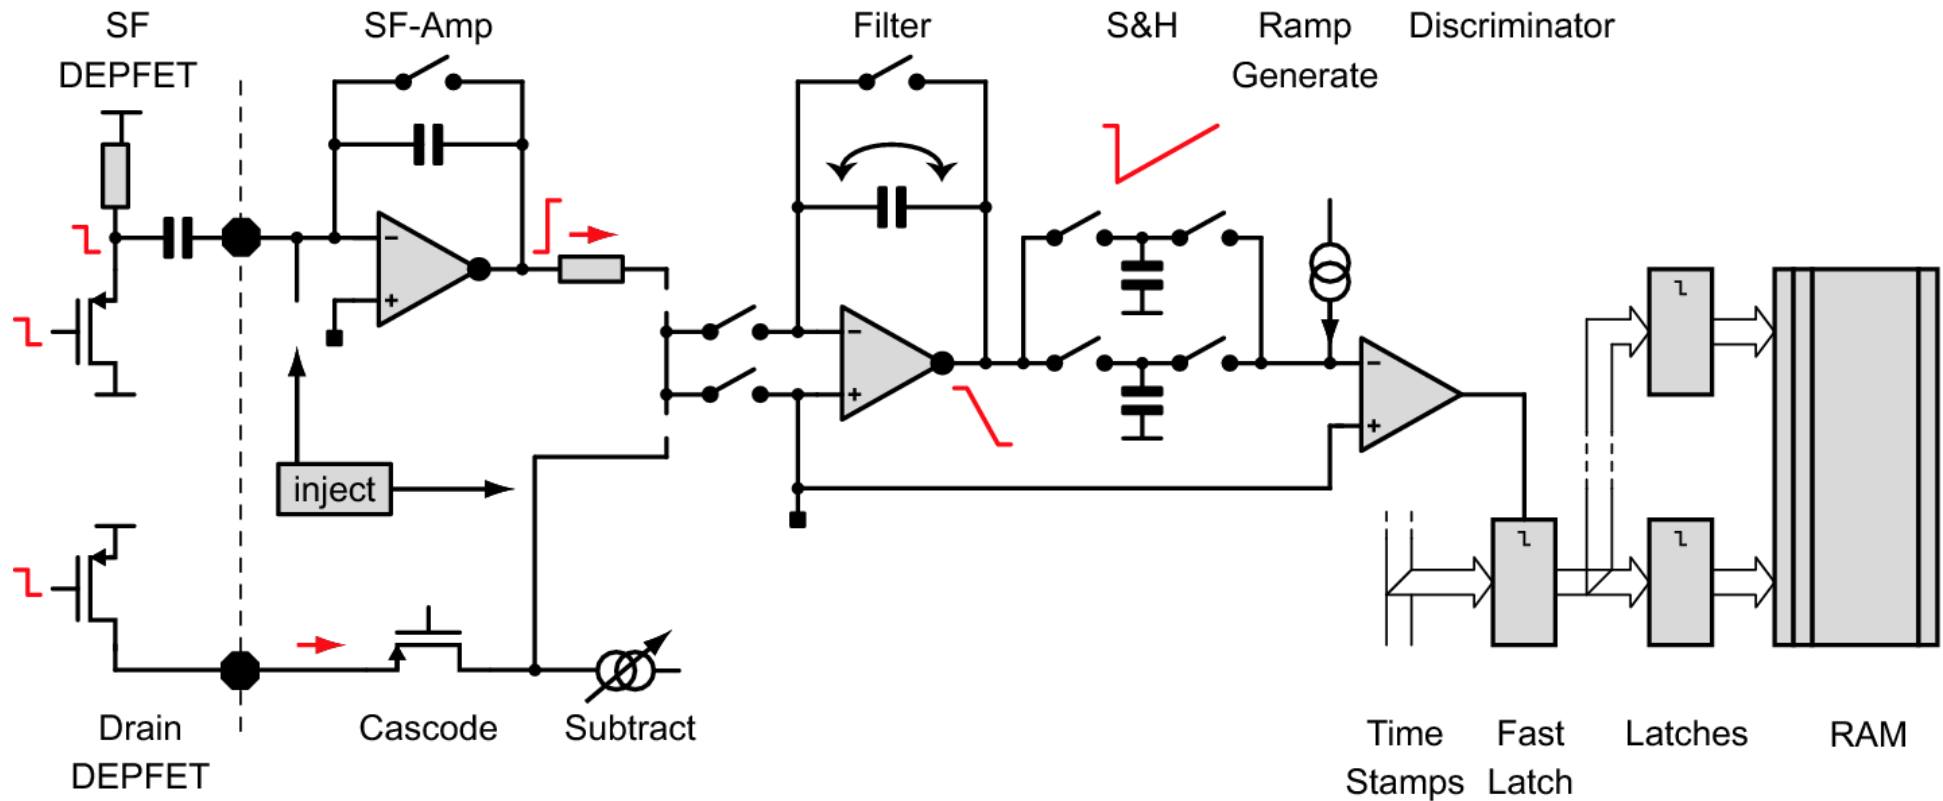 SF
DEPFET
SF-Amp
Filter
S&H
Ramp
Generate
Discriminator
−
+
−
+
−
+
inject
Drain
DEPFET
Cascode
Subtract
Time
Stamps
Fast
Latch
Latches
RAM